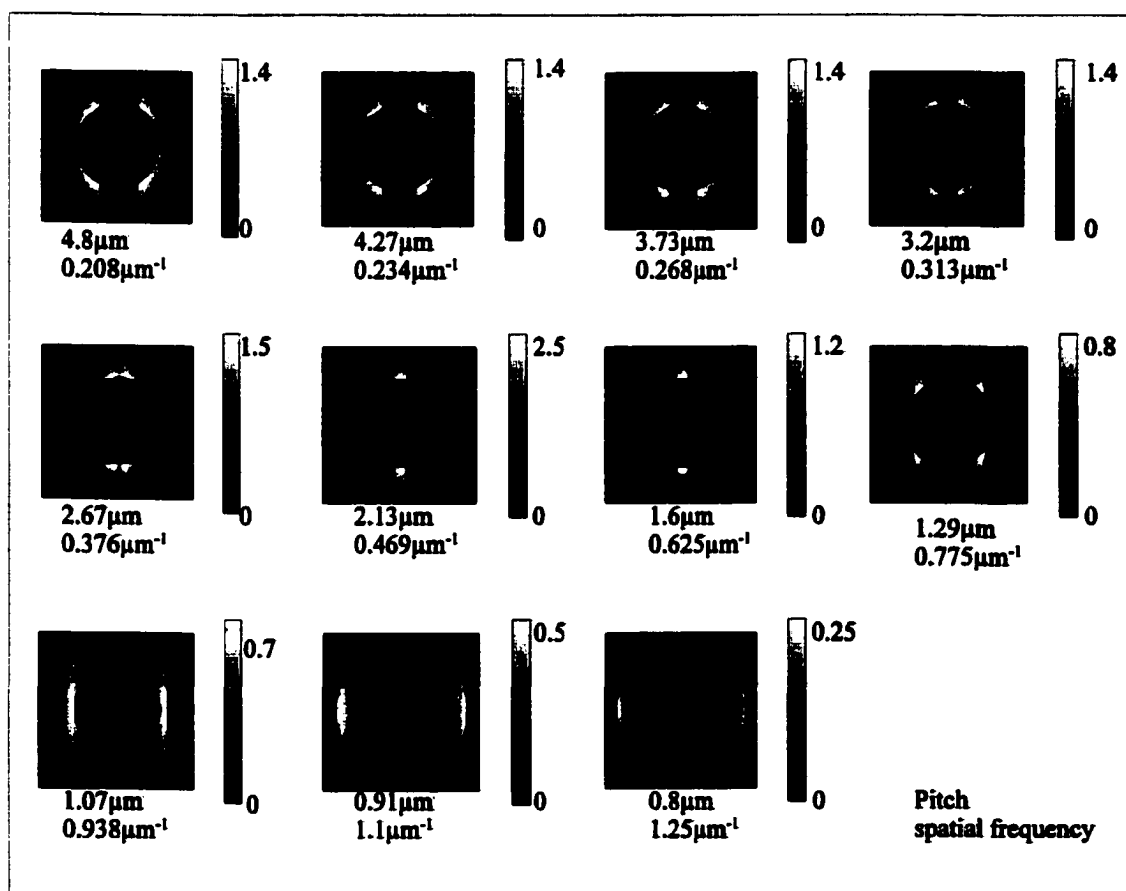 1.4
0
4.8μm
0.208μm⁻¹
1.4
0
4.27μm
0.234μm⁻¹
1.4
0
3.73μm
0.268μm⁻¹
1.4
0
3.2μm
0.313μm⁻¹
1.5
0
2.67μm
0.376μm⁻¹
2.5
0
2.13μm
0.469μm⁻¹
1.2
0
1.6μm
0.625μm⁻¹
0.8
0
1.29μm
0.775μm⁻¹
0.7
0
1.07μm
0.938μm⁻¹
0.5
0
0.91μm
1.1μm⁻¹
0.25
0
0.8μm
1.25μm⁻¹
Pitch
spatial frequency